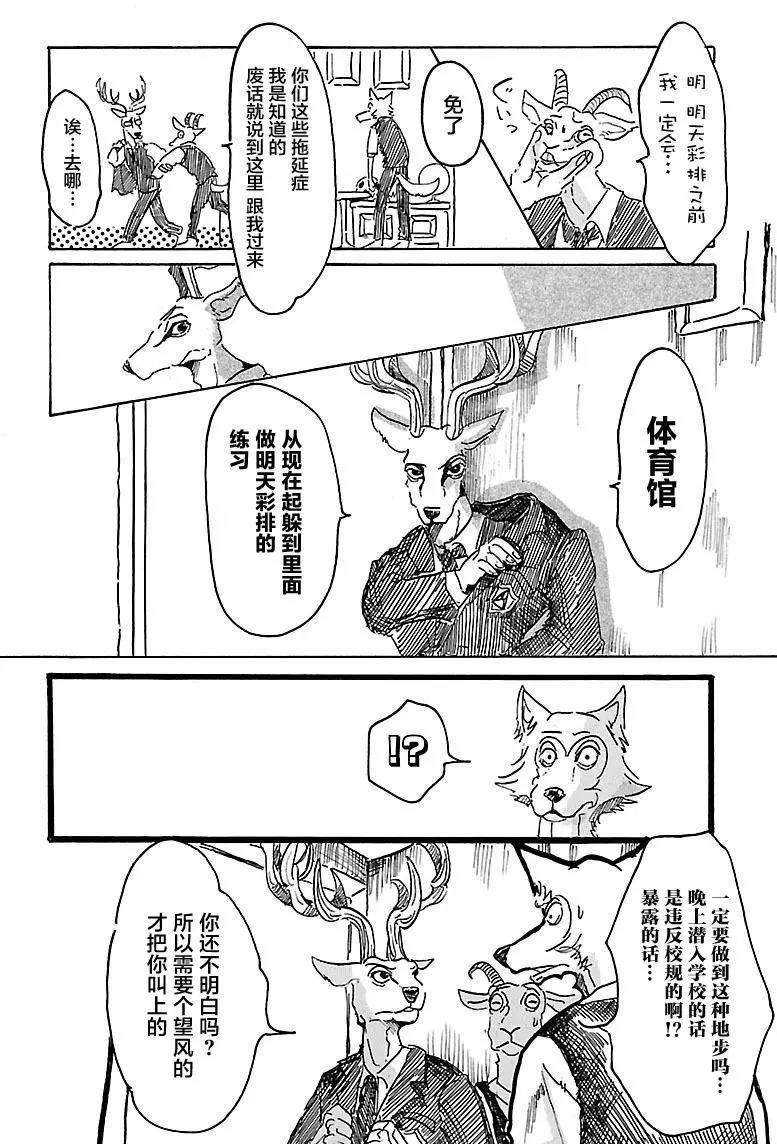 明 明天彩排之前
我一定会…
免了
你们这些拖延症
我是知道的
废话就说到这里 跟我过来
诶…去哪…
体育馆
从现在起躲到里面
做明天彩排的
练习
!?
一定要做到这种地步吗…
晚上潜入学校的话
是违反校规的啊!?
暴露的话…
你还不明白吗?
所以需要个望风的
才把你叫上的